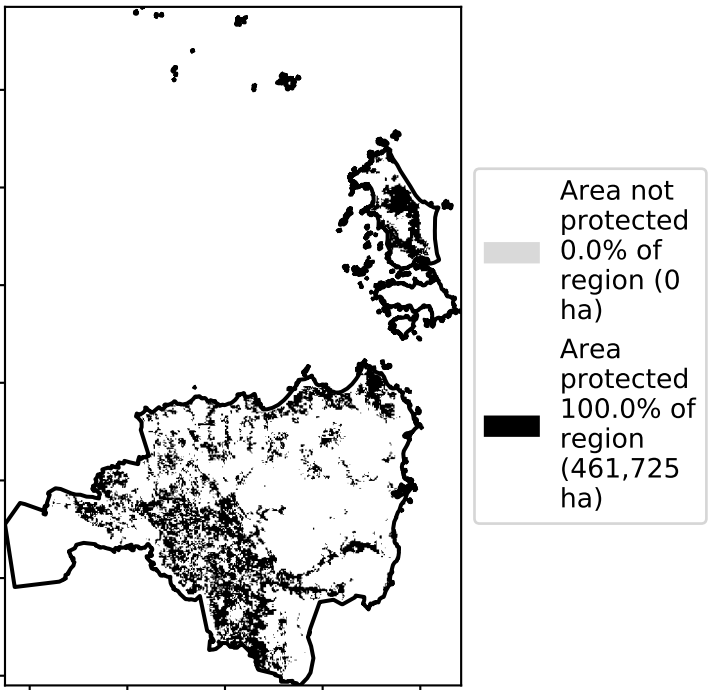 Area not
protected
0.0% of
region (0
ha)
Area
protected
100.0% of
region
(461,725
ha)